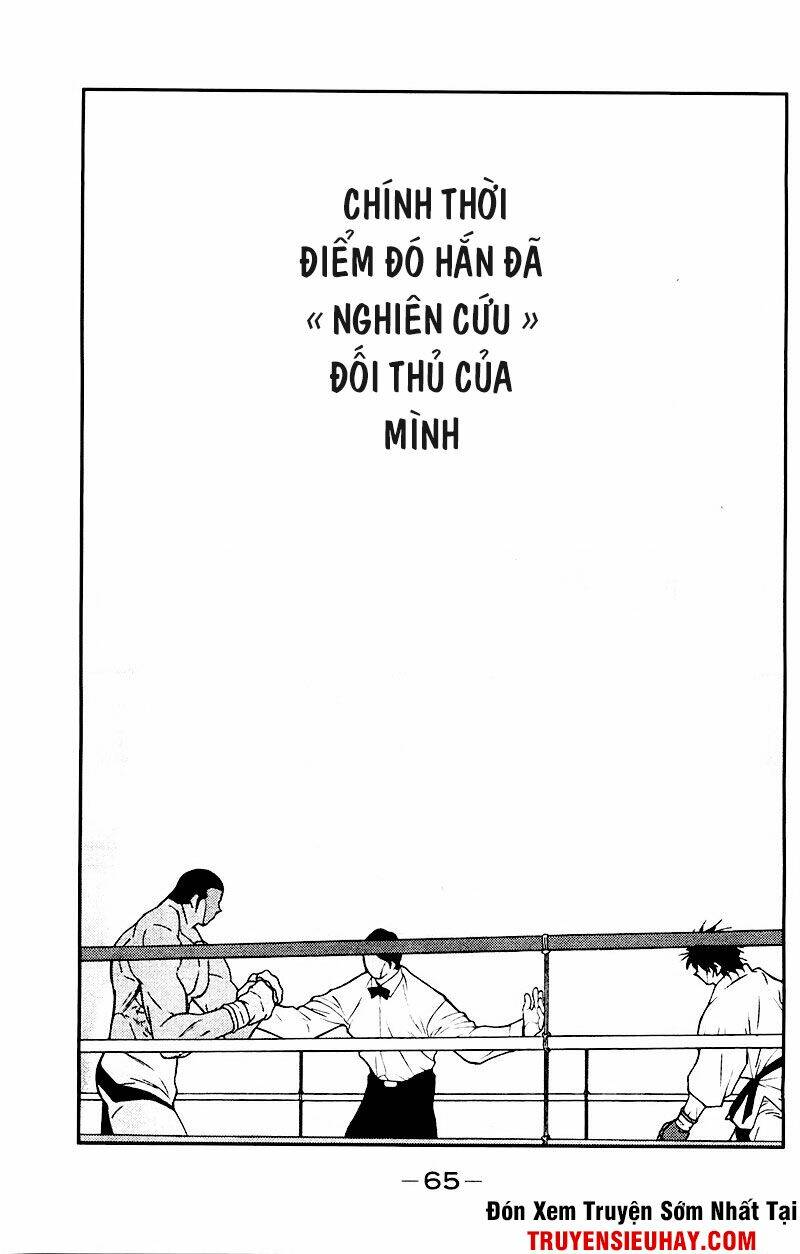 CHÍNH THỜI
ĐIỂM ĐÓ HẮN ĐÃ
« NGHIÊN CỨU »
ĐỐI THỦ CỦA
MÌNH
—65—
Đón Xem Truyện Sớm Nhất Tại
TRUYENSIEUHAY.COM